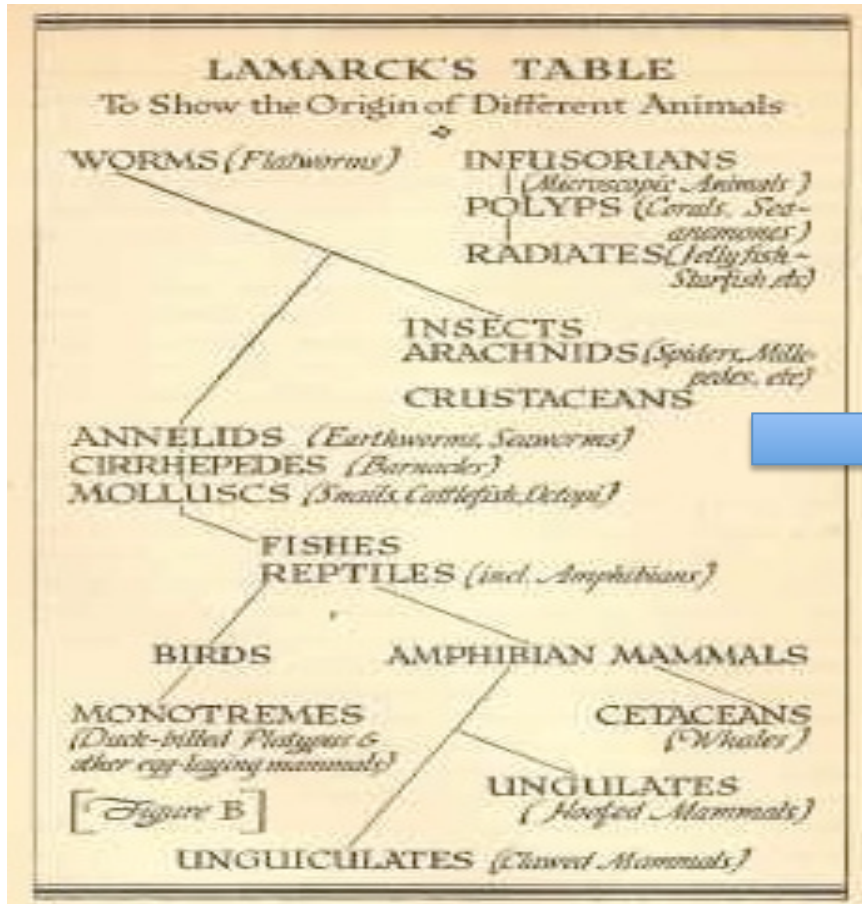 LAMARCK'S TABLE
To Show the Origin of Different Animals
WORMS (Flatworms)
INFUSORIANS
(Microscopic Animals)
POLYPS (Corals, Sea-
anemones)
RADIATES (Jellyfish-
Starfish, etc)
INSECTS
ARACHNIDS (Spiders, Mille-
pedes, etc)
CRUSTACEANS
ANNELIDS (Earthworms, Seaworms)
CIRRHEPEDES (Barnacles)
MOLLUSCS (Snails, Cuttlefish, Octopi)
FISHES
REPTILES (incl. Amphibians)
BIRDS
AMPHIBIAN MAMMALS
MONOTREMES
(Duck-billed Platypus &
other egg-laying mammals)
CETACEANS
(Whales)
UNGULATES
(Hoofed Mammals)
[Figure B]
UNGUICULATES (Clawed Mammals)